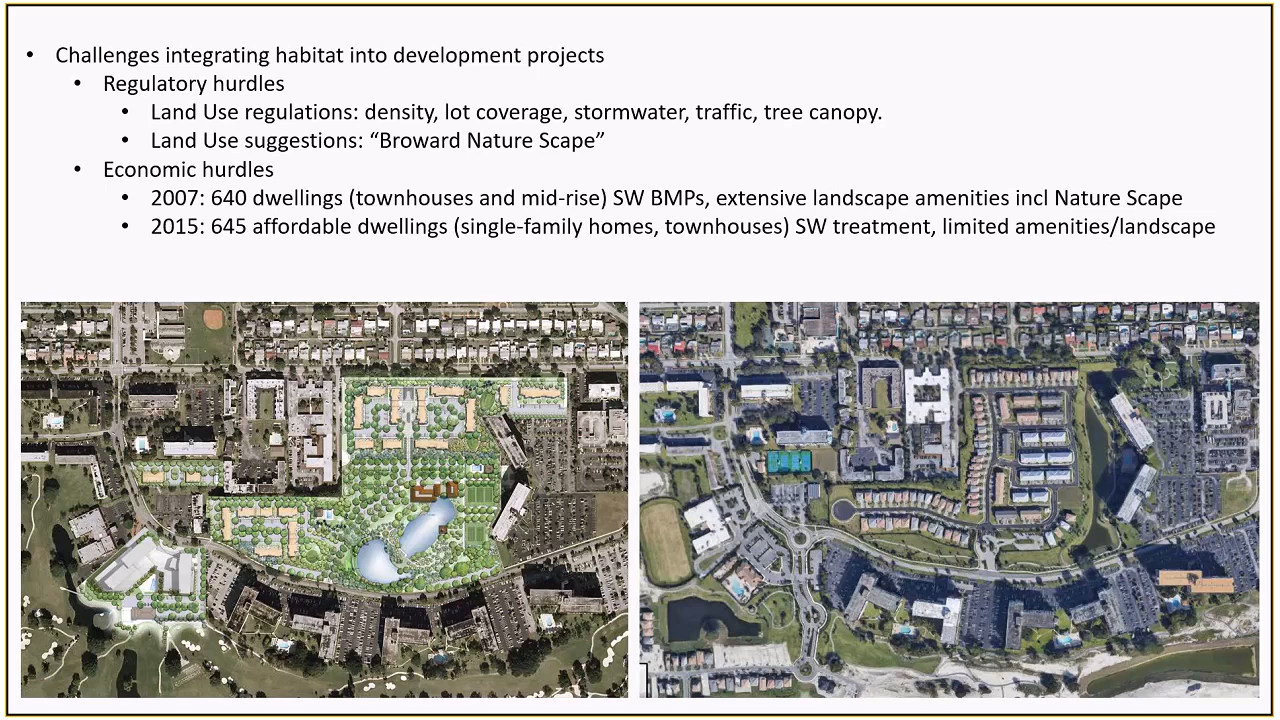 • Challenges integrating habitat into development projects
• Regulatory hurdles
• Land Use regulations: density, lot coverage, stormwater, traffic, tree canopy.
• Land Use suggestions: “Broward Nature Scape”
• Economic hurdles
• 2007: 640 dwellings (townhouses and mid-rise) SW BMPs, extensive landscape amenities incl Nature Scape
• 2015: 645 affordable dwellings (single-family homes, townhouses) SW treatment, limited amenities/landscape